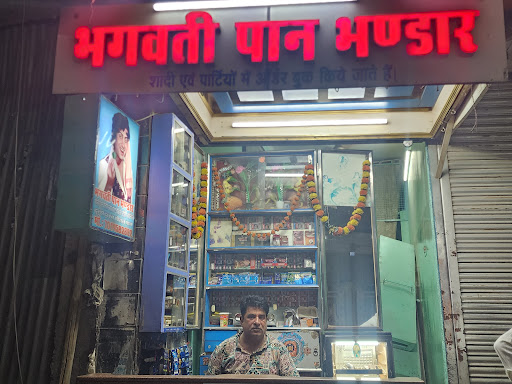 भगवती पान भण्डार
शादी एवं पार्टियों में ऑर्डर बुक किये जाते हैं।